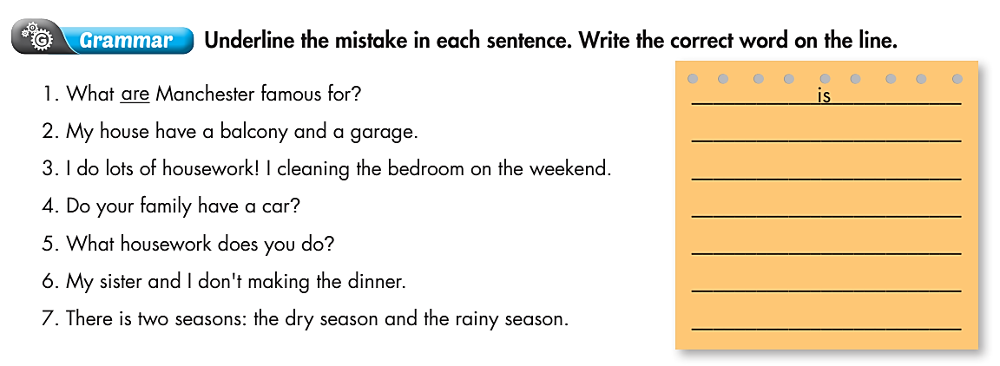 G Grammar Underline the mistake in each sentence. Write the correct word on the line.
1. What are Manchester famous for?
is
2. My house have a balcony and a garage.
3. I do lots of housework! I cleaning the bedroom on the weekend.
4. Do your family have a car?
5. What housework does you do?
6. My sister and I don't making the dinner.
7. There is two seasons: the dry season and the rainy season.